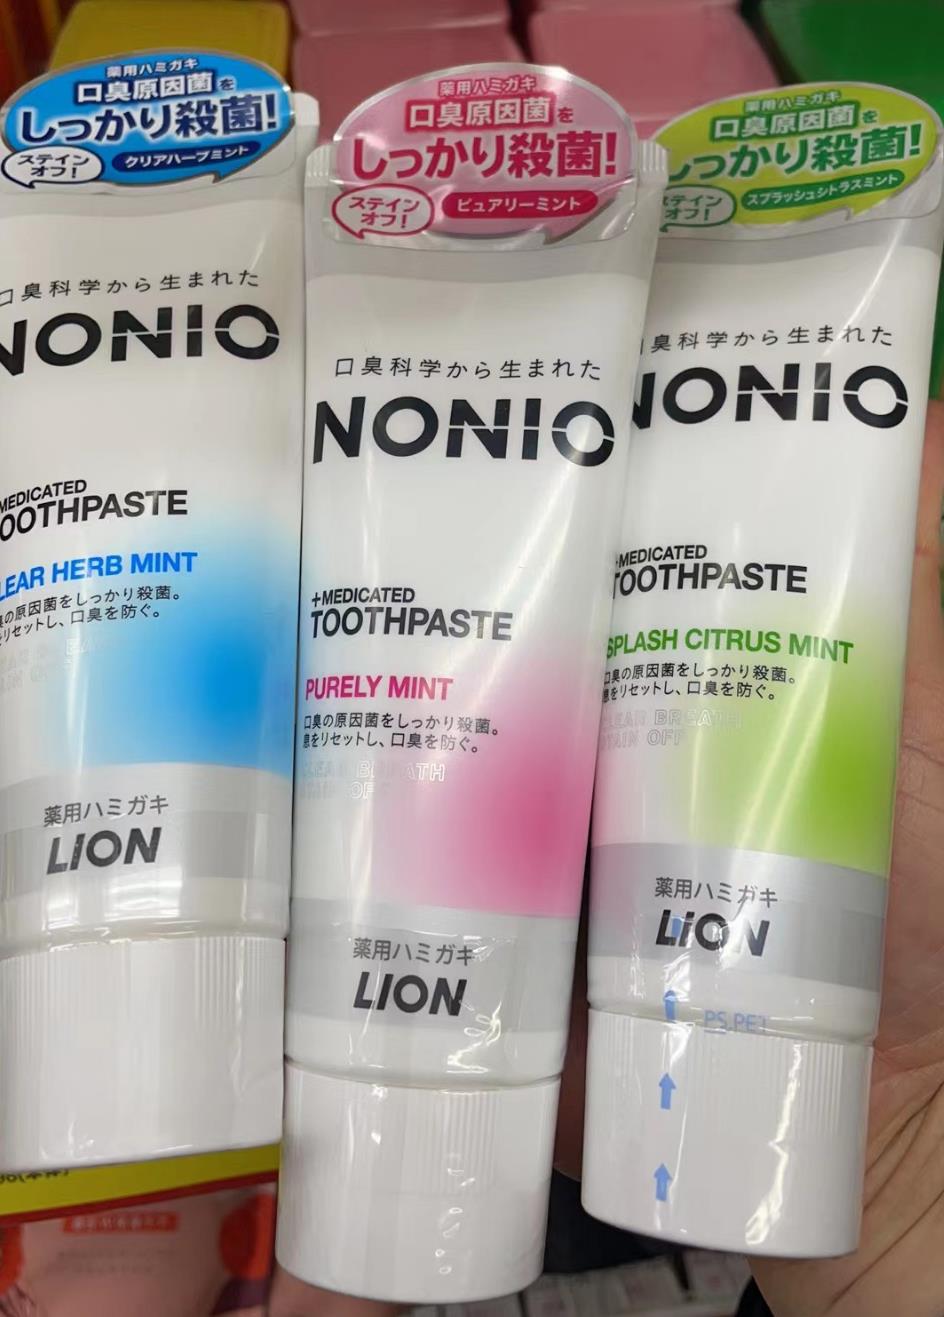 薬用ハミガキ
口臭原因菌を
しっかり殺菌!
ステイン
オフ!
クリアハーブミント
口臭科学から生まれた
NONIO
MEDICATED
OOTHPASTE
LEAR HERB MINT
の原因菌をしっかり殺菌。
をリセットし、口臭を防ぐ。
薬用ハミガキ
LION
薬用ハミガキ
口臭原因菌を
しっかり殺菌!
ステイン
オフ!
ピュアリーミント
口臭科学から生まれた
NONIO
+MEDICATED
TOOTHPASTE
PURELY MINT
口臭の原因菌をしっかり殺菌。
息をリセットし、口臭を防ぐ。
CLEAR BREATH
STAIN OFF
薬用ハミガキ
LION
薬用ハミガキ
口臭原因菌を
っかり殺菌!
ステイン
オフ!
スプラッシュシトラスミント
臭科学から生まれた
NONIO
+MEDICATED
TOOTHPASTE
SPLASH CITRUS MINT
口臭の原因菌をしっかり殺菌。
息をリセットし、口臭を防ぐ。
CLEAR BREATH
STAIN OFF
薬用ハミガキ
LION
PS,PET